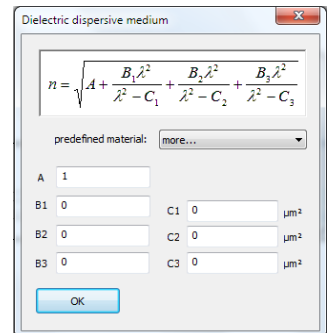 Dielectric dispersive medium
n = √(A + B₁λ²/(λ² − C₁) + B₂λ²/(λ² − C₂) + B₃λ²/(λ² − C₃))
predefined material: more...
A 1
B1 0 C1 0 µm²
B2 0 C2 0 µm²
B3 0 C3 0 µm²
OK